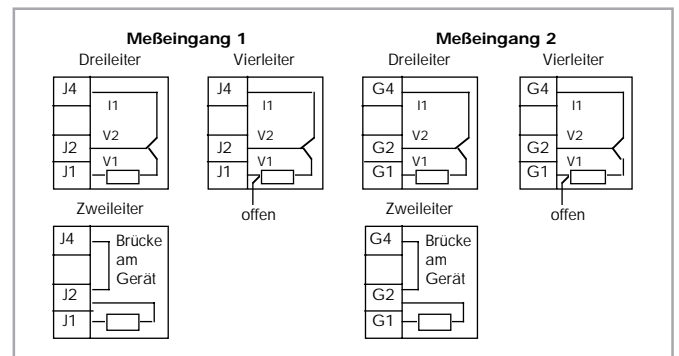 Meßeingang 1
Dreileiter
J4
I1
V2
J2
V1
J1
Vierleiter
J4
I1
V2
J2
V1
J1
offen
Zweileiter
J4
Brücke
am
Gerät
J2
J1
Meßeingang 2
Dreileiter
G4
I1
V2
G2
V1
G1
Vierleiter
G4
I1
V2
G2
V1
G1
offen
Zweileiter
G4
Brücke
am
Gerät
G2
G1